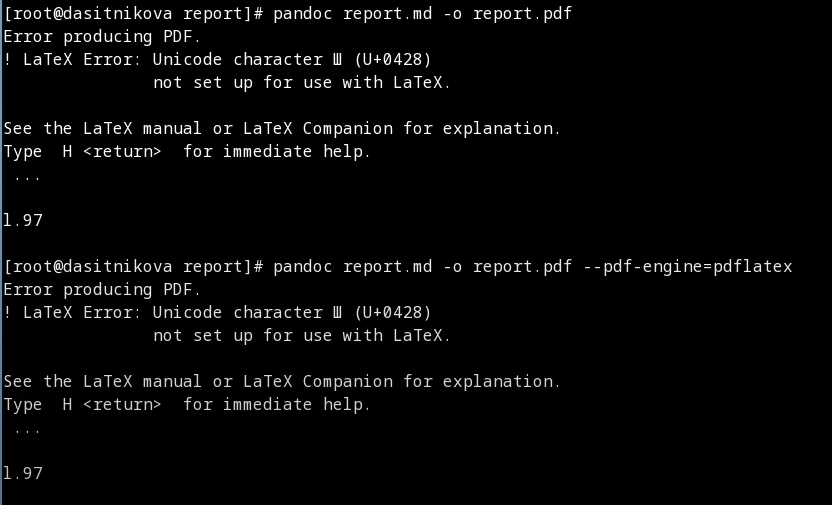 [root@dasitnikova report]# pandoc report.md -o report.pdf
Error producing PDF.
! LaTeX Error: Unicode character Ш (U+0428)
               not set up for use with LaTeX.
See the LaTeX manual or LaTeX Companion for explanation.
Type  H <return>  for immediate help.
 ...
l.97
[root@dasitnikova report]# pandoc report.md -o report.pdf --pdf-engine=pdflatex
Error producing PDF.
! LaTeX Error: Unicode character Ш (U+0428)
               not set up for use with LaTeX.
See the LaTeX manual or LaTeX Companion for explanation.
Type  H <return>  for immediate help.
 ...
l.97